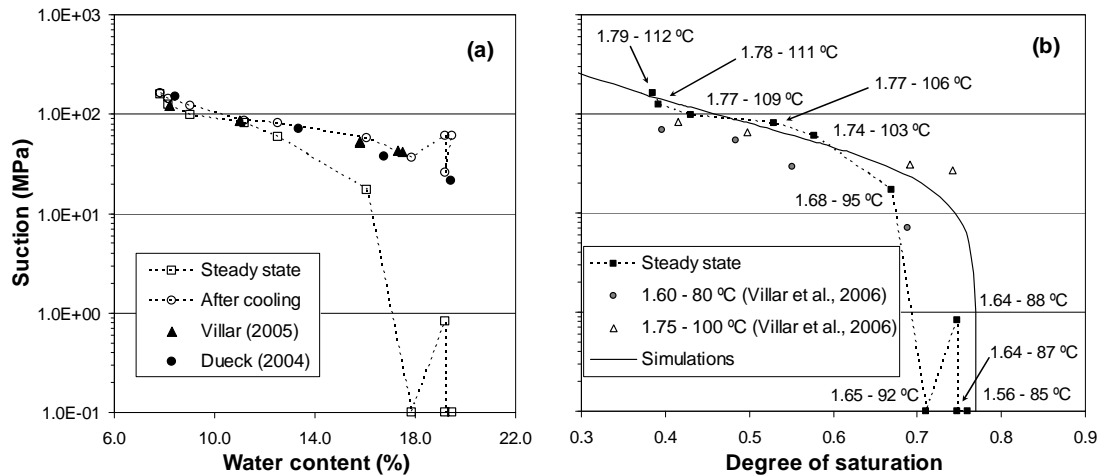 1.0E+03
1.0E+02
1.0E+01
1.0E+00
1.0E-01
Suction (MPa)
6.0
10.0
14.0
18.0
22.0
Water content (%)
(a)
Steady state
After cooling
Villar (2005)
Dueck (2004)
(b)
1.79 - 112 ºC
1.78 - 111 ºC
1.77 - 106 ºC
1.77 - 109 ºC
1.74 - 103 ºC
1.68 - 95 ºC
Steady state
1.60 - 80 ºC (Villar et al., 2006)
1.75 - 100 ºC (Villar et al., 2006)
Simulations
1.64 - 88 ºC
1.64 - 87 ºC
1.65 - 92 ºC
1.56 - 85 ºC
0.3
0.4
0.5
0.6
0.7
0.8
0.9
Degree of saturation